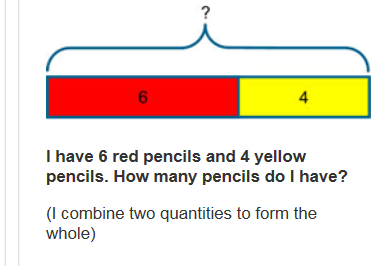 ?
6 4
I have 6 red pencils and 4 yellow
pencils. How many pencils do I have?
(I combine two quantities to form the
whole)